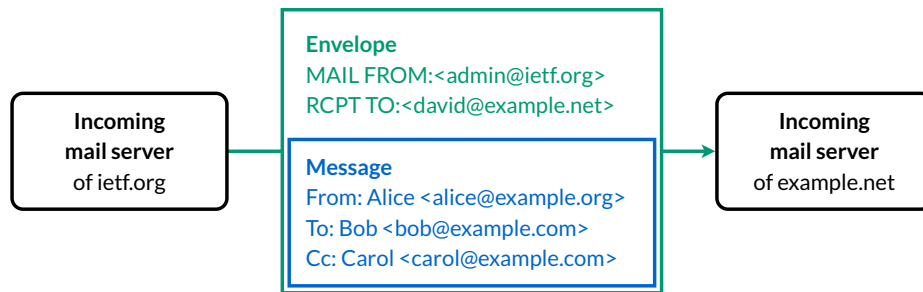 Incoming
mail server
of ietf.org
Envelope
MAIL FROM:<admin@ietf.org>
RCPT TO:<david@example.net>
Message
From: Alice <alice@example.org>
To: Bob <bob@example.com>
Cc: Carol <carol@example.com>
Incoming
mail server
of example.net